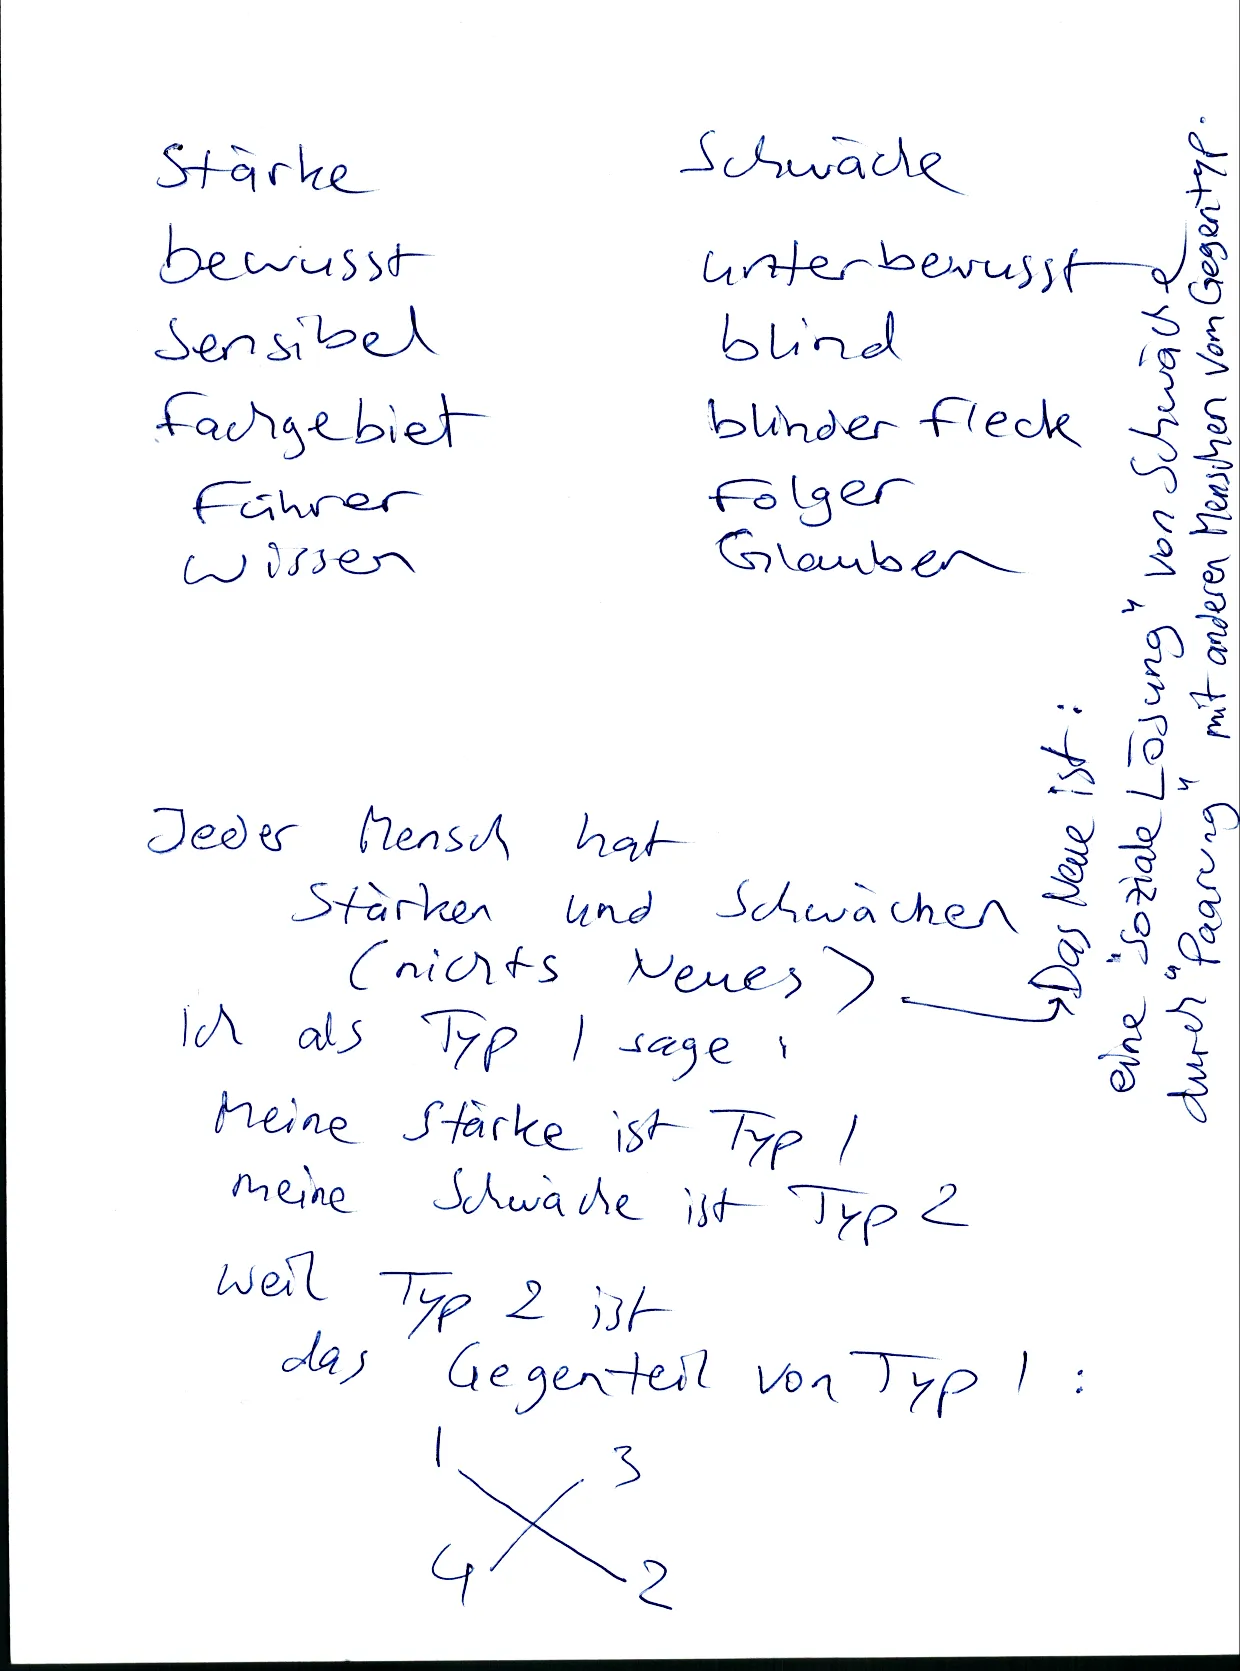 Stärke Schwäche
bewusst unterbewusst
sensibel blind
Fachgebiet blinder Fleck
Führer Folger
Wissen Glauben
Jeder Mensch hat
Stärken und Schwächen
(nichts Neues)
Ich als Typ 1 sage:
Meine Stärke ist Typ 1
meine Schwäche ist Typ 2
weil Typ 2 ist
das Gegenteil von Typ 1:
1 3
4 2
Das Neue ist:
eine "soziale Lösung" von Schwäche
durch "Paarung" mit anderen Menschen vom Gegentyp.